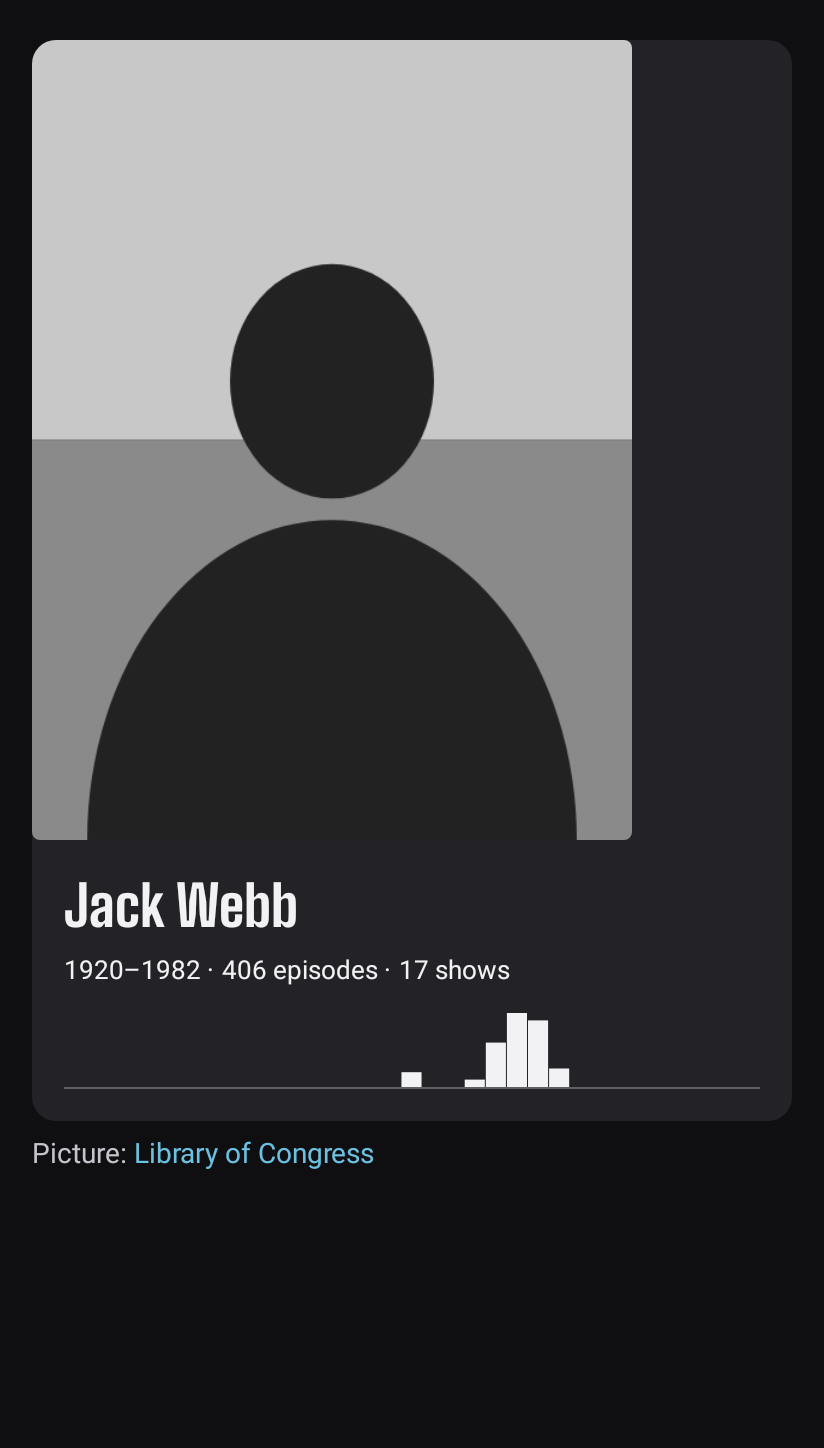 Jack Webb
1920–1982 · 406 episodes · 17 shows
Picture: Library of Congress